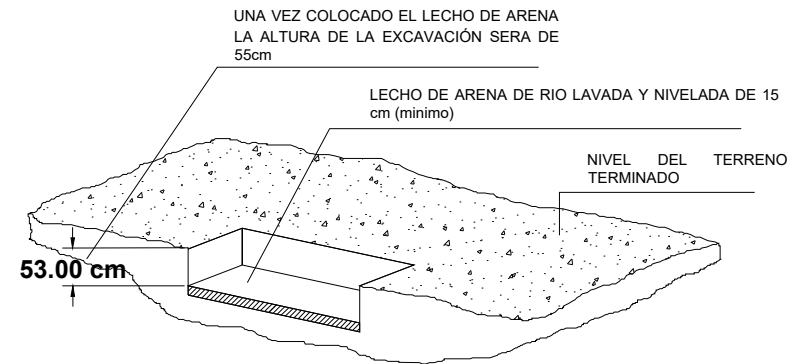 UNA VEZ COLOCADO EL LECHO DE ARENA
LA ALTURA DE LA EXCAVACIÓN SERA DE
55cm
LECHO DE ARENA DE RIO LAVADA Y NIVELADA DE 15
cm (minimo)
NIVEL DEL TERRENO
TERMINADO
53.00 cm